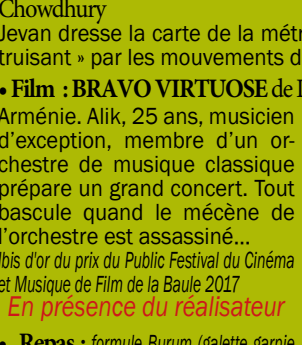 Chowdhury
Jevan dresse la carte de la métr
truisant » par les mouvements d
• Film : BRAVO VIRTUOSE de
Arménie. Alik, 25 ans, musicien
d'exception, membre d'un or-
chestre de musique classique
prépare un grand concert. Tout
bascule quand le mécène de
l'orchestre est assassiné...
Ibis d'or du prix du Public Festival du Cinéma
et Musique de Film de la Baule 2017
En présence du réalisateur
• Repas : formule Burum (galette garnie